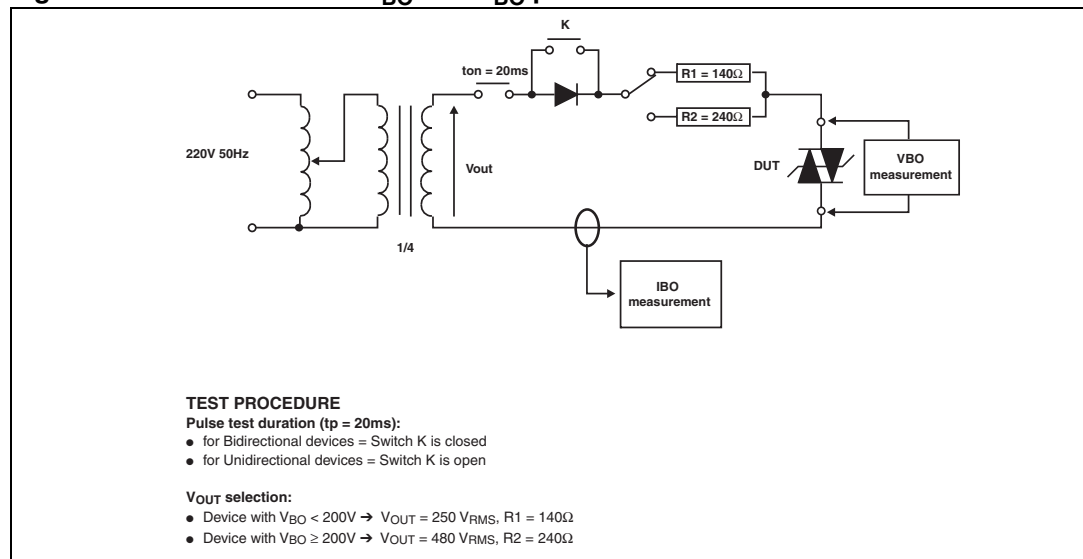 K
ton = 20ms
R1 = 140Ω
R2 = 240Ω
220V 50Hz
Vout
DUT
VBO
measurement
1/4
IBO
measurement
TEST PROCEDURE
Pulse test duration (tp = 20ms):
● for Bidirectional devices = Switch K is closed
● for Unidirectional devices = Switch K is open
VOUT selection:
● Device with VBO < 200V ➔ VOUT = 250 VRMS, R1 = 140Ω
● Device with VBO ≥ 200V ➔ VOUT = 480 VRMS, R2 = 240Ω